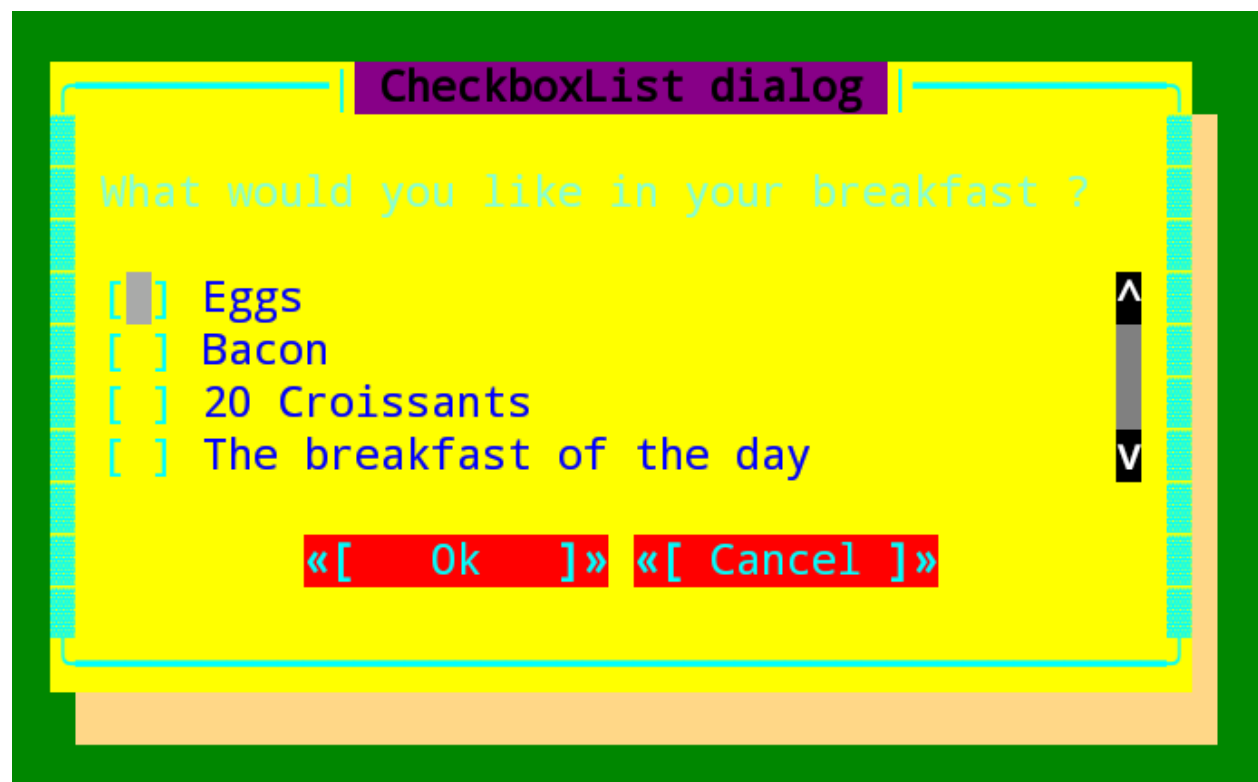 CheckboxList dialog
What would you like in your breakfast ?
[ ] Eggs ^
[ ] Bacon
[ ] 20 Croissants
[ ] The breakfast of the day v
«[ Ok ]» «[ Cancel ]»